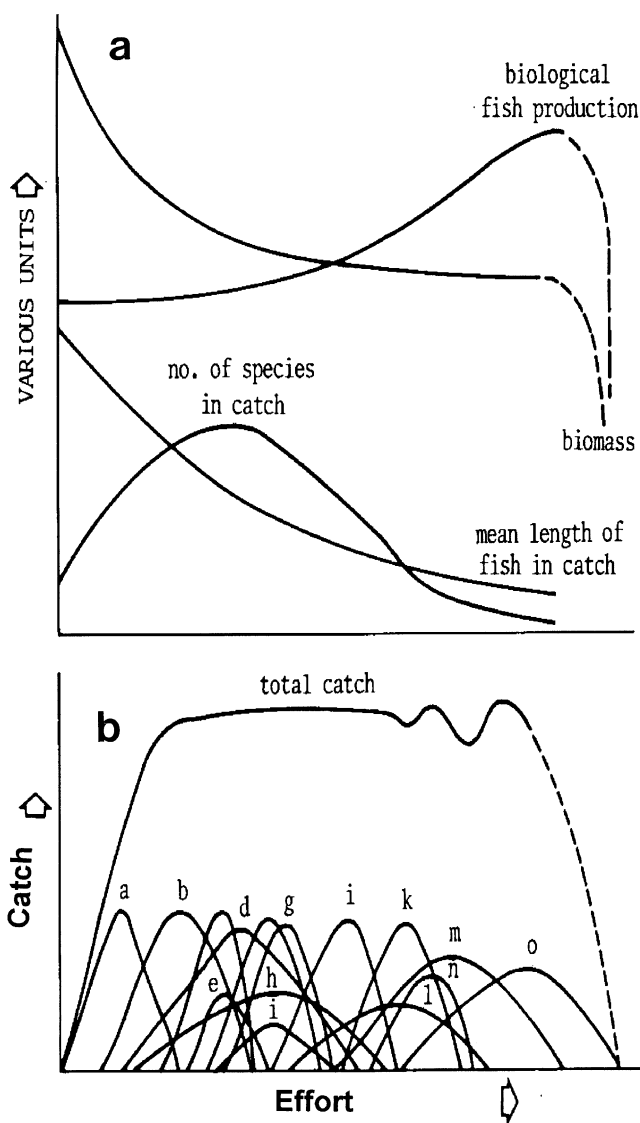 a
biological
fish production
VARIOUS UNITS
no. of species
in catch
biomass
mean length of
fish in catch
total catch
b
Catch
a
b
d
g
i
k
m
o
e
h
ñ
l
i
Effort